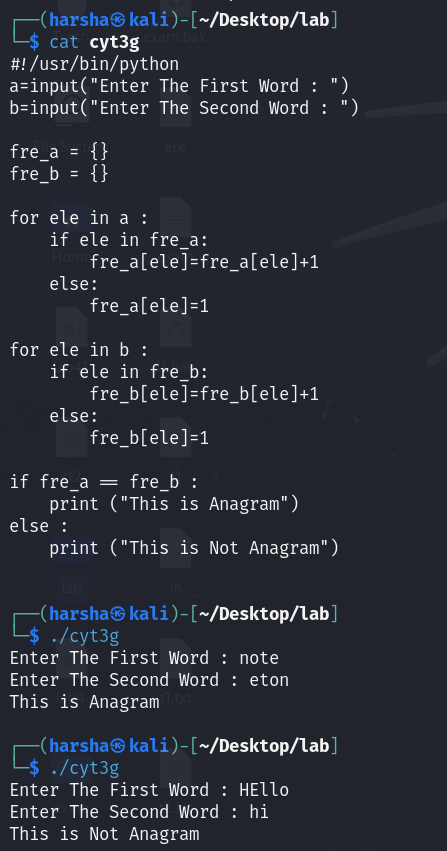 ┌──(harsha㉿kali)-[~/Desktop/lab]
└─$ cat cyt3g
#!/usr/bin/python
a=input("Enter The First Word : ")
b=input("Enter The Second Word : ")

fre_a = {}
fre_b = {}

for ele in a :
    if ele in fre_a:
        fre_a[ele]=fre_a[ele]+1
    else:
        fre_a[ele]=1

for ele in b :
    if ele in fre_b:
        fre_b[ele]=fre_b[ele]+1
    else:
        fre_b[ele]=1

if fre_a == fre_b :
    print ("This is Anagram")
else :
    print ("This is Not Anagram")


┌──(harsha㉿kali)-[~/Desktop/lab]
└─$ ./cyt3g
Enter The First Word : note
Enter The Second Word : eton
This is Anagram

┌──(harsha㉿kali)-[~/Desktop/lab]
└─$ ./cyt3g
Enter The First Word : HEllo
Enter The Second Word : hi
This is Not Anagram